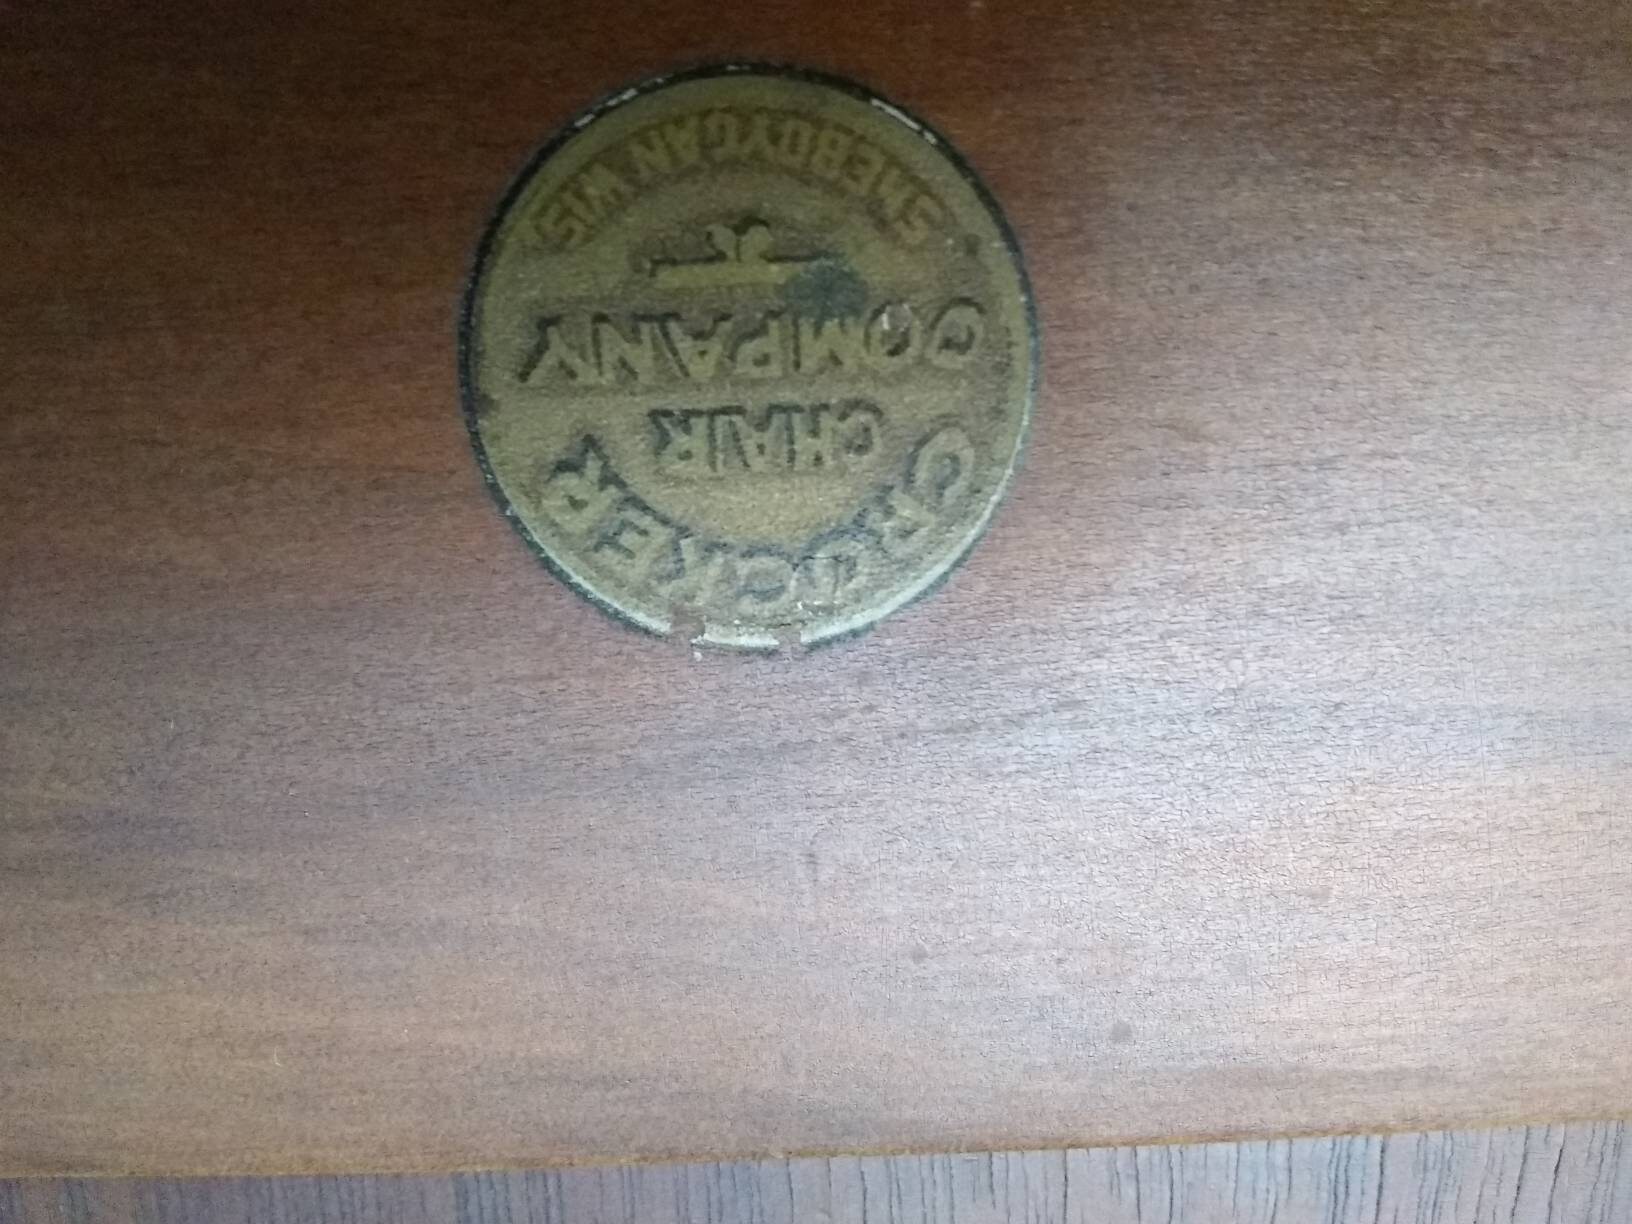 CROCKER
CHAIR
COMPANY
SHEBOYGAN WIS